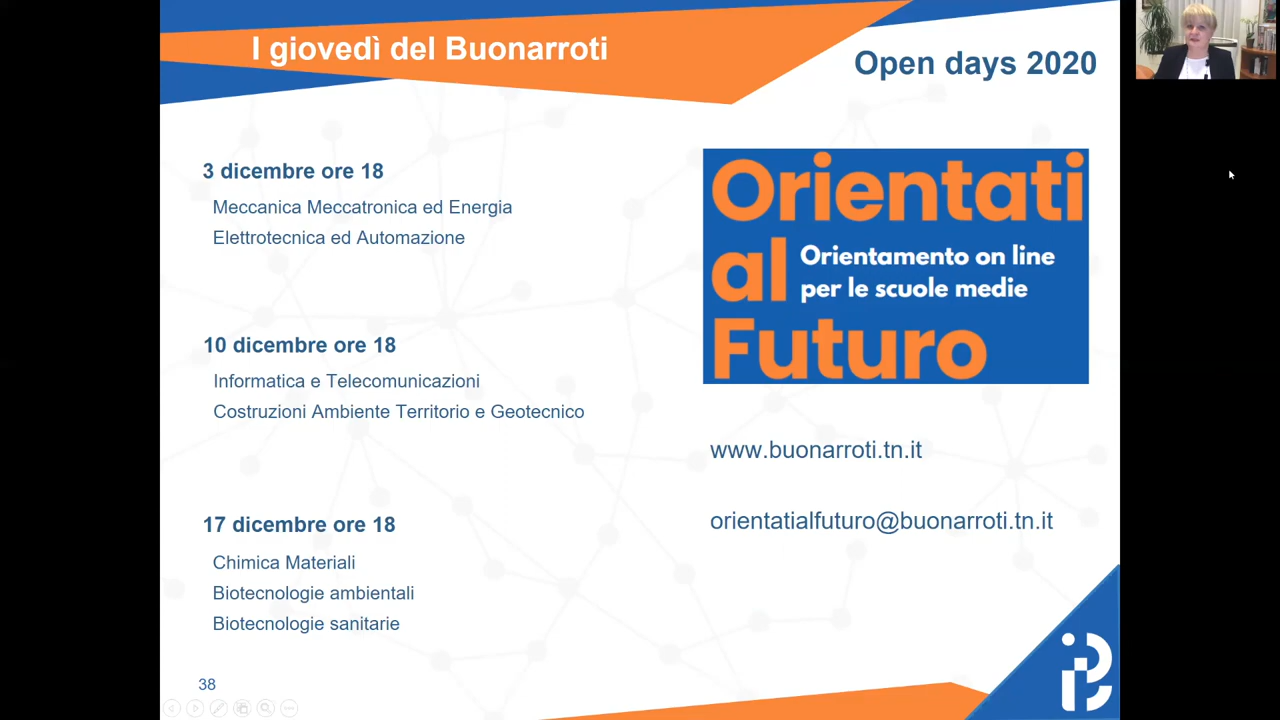 I giovedì del Buonarroti
Open days 2020
3 dicembre ore 18
Meccanica Meccatronica ed Energia
Elettrotecnica ed Automazione
10 dicembre ore 18
Informatica e Telecomunicazioni
Costruzioni Ambiente Territorio e Geotecnico
17 dicembre ore 18
Chimica Materiali
Biotecnologie ambientali
Biotecnologie sanitarie
Orientati
al
Orientamento on line
per le scuole medie
Futuro
www.buonarroti.tn.it
orientatialfuturo@buonarroti.tn.it
38